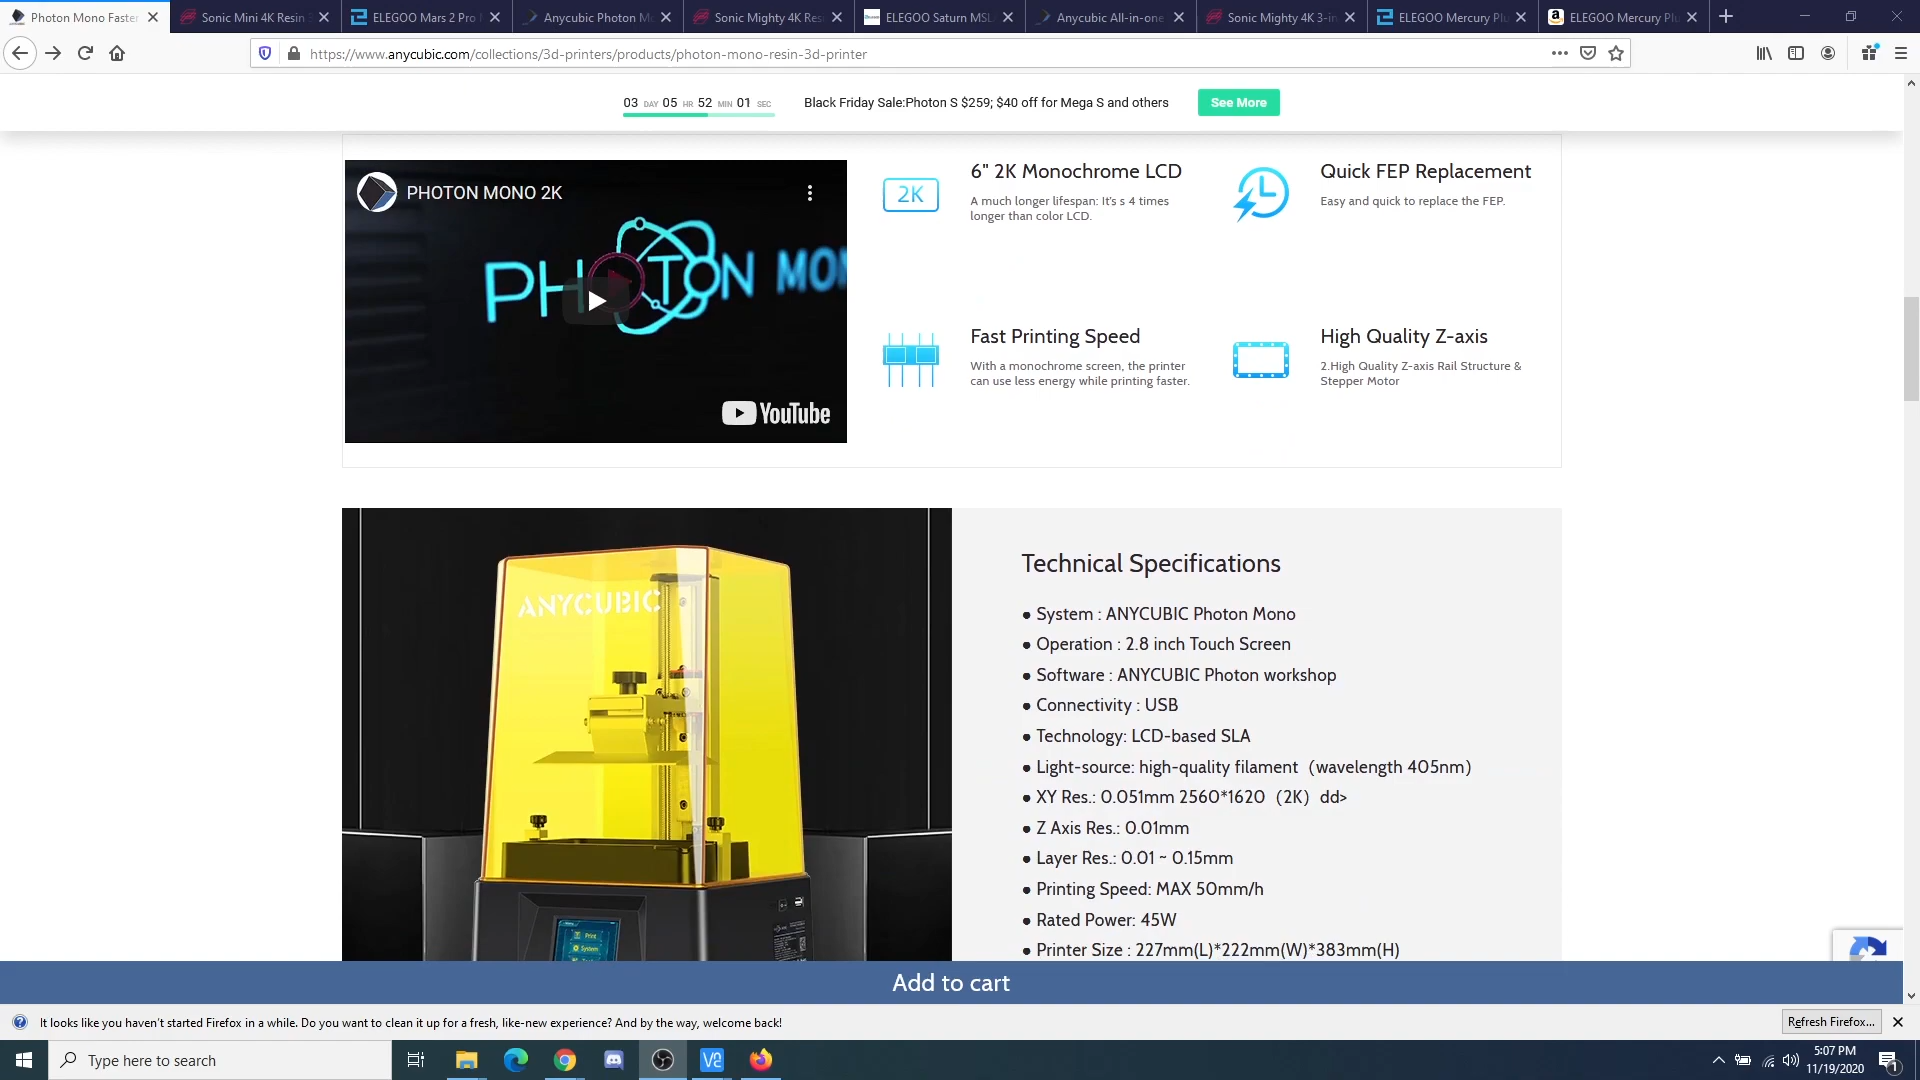 Photon Mono Faster
Sonic Mini 4K Resin
ELEGOO Mars 2 Pro
Anycubic Photon Mo
Sonic Mighty 4K Res
ELEGOO Saturn MSL
Anycubic All-in-one
Sonic Mighty 4K 3-in
ELEGOO Mercury Plu
ELEGOO Mercury Plu
https://www.anycubic.com/collections/3d-printers/products/photon-mono-resin-3d-printer
03 DAY 05 HR 52 MIN 01 SEC
Black Friday Sale:Photon S $259; $40 off for Mega S and others
See More
PHOTON MONO 2K
PHOTON MON
YouTube
2K
6" 2K Monochrome LCD
A much longer lifespan: It's s 4 times
longer than color LCD.
Quick FEP Replacement
Easy and quick to replace the FEP.
Fast Printing Speed
With a monochrome screen, the printer
can use less energy while printing faster.
High Quality Z-axis
2.High Quality Z-axis Rail Structure &
Stepper Motor
ANYCUBIC
Print
System
Technical Specifications
● System : ANYCUBIC Photon Mono
● Operation : 2.8 inch Touch Screen
● Software : ANYCUBIC Photon workshop
● Connectivity : USB
● Technology: LCD-based SLA
● Light-source: high-quality filament（wavelength 405nm）
● XY Res.: 0.051mm 2560*1620（2K）dd>
● Z Axis Res.: 0.01mm
● Layer Res.: 0.01 ~ 0.15mm
● Printing Speed: MAX 50mm/h
● Rated Power: 45W
● Printer Size : 227mm(L)*222mm(W)*383mm(H)
Add to cart
It looks like you haven't started Firefox in a while. Do you want to clean it up for a fresh, like-new experience? And by the way, welcome back!
Refresh Firefox...
Type here to search
5:07 PM
11/19/2020
1